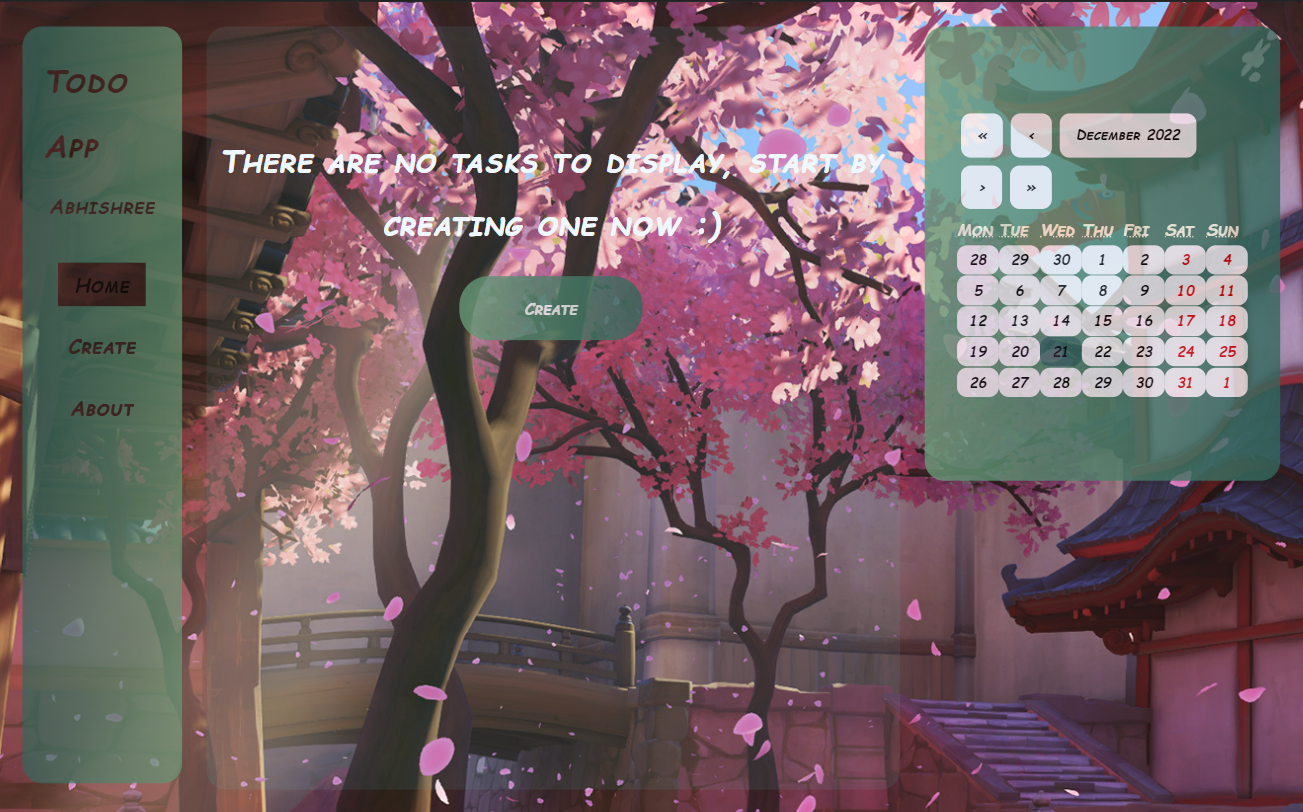 Todo
App
Abhishree
Home
Create
About
There are no tasks to display, start by
creating one now :)
Create
« ‹ December 2022
› »
Mon Tue Wed Thu Fri Sat Sun
28 29 30 1 2 3 4
5 6 7 8 9 10 11
12 13 14 15 16 17 18
19 20 21 22 23 24 25
26 27 28 29 30 31 1